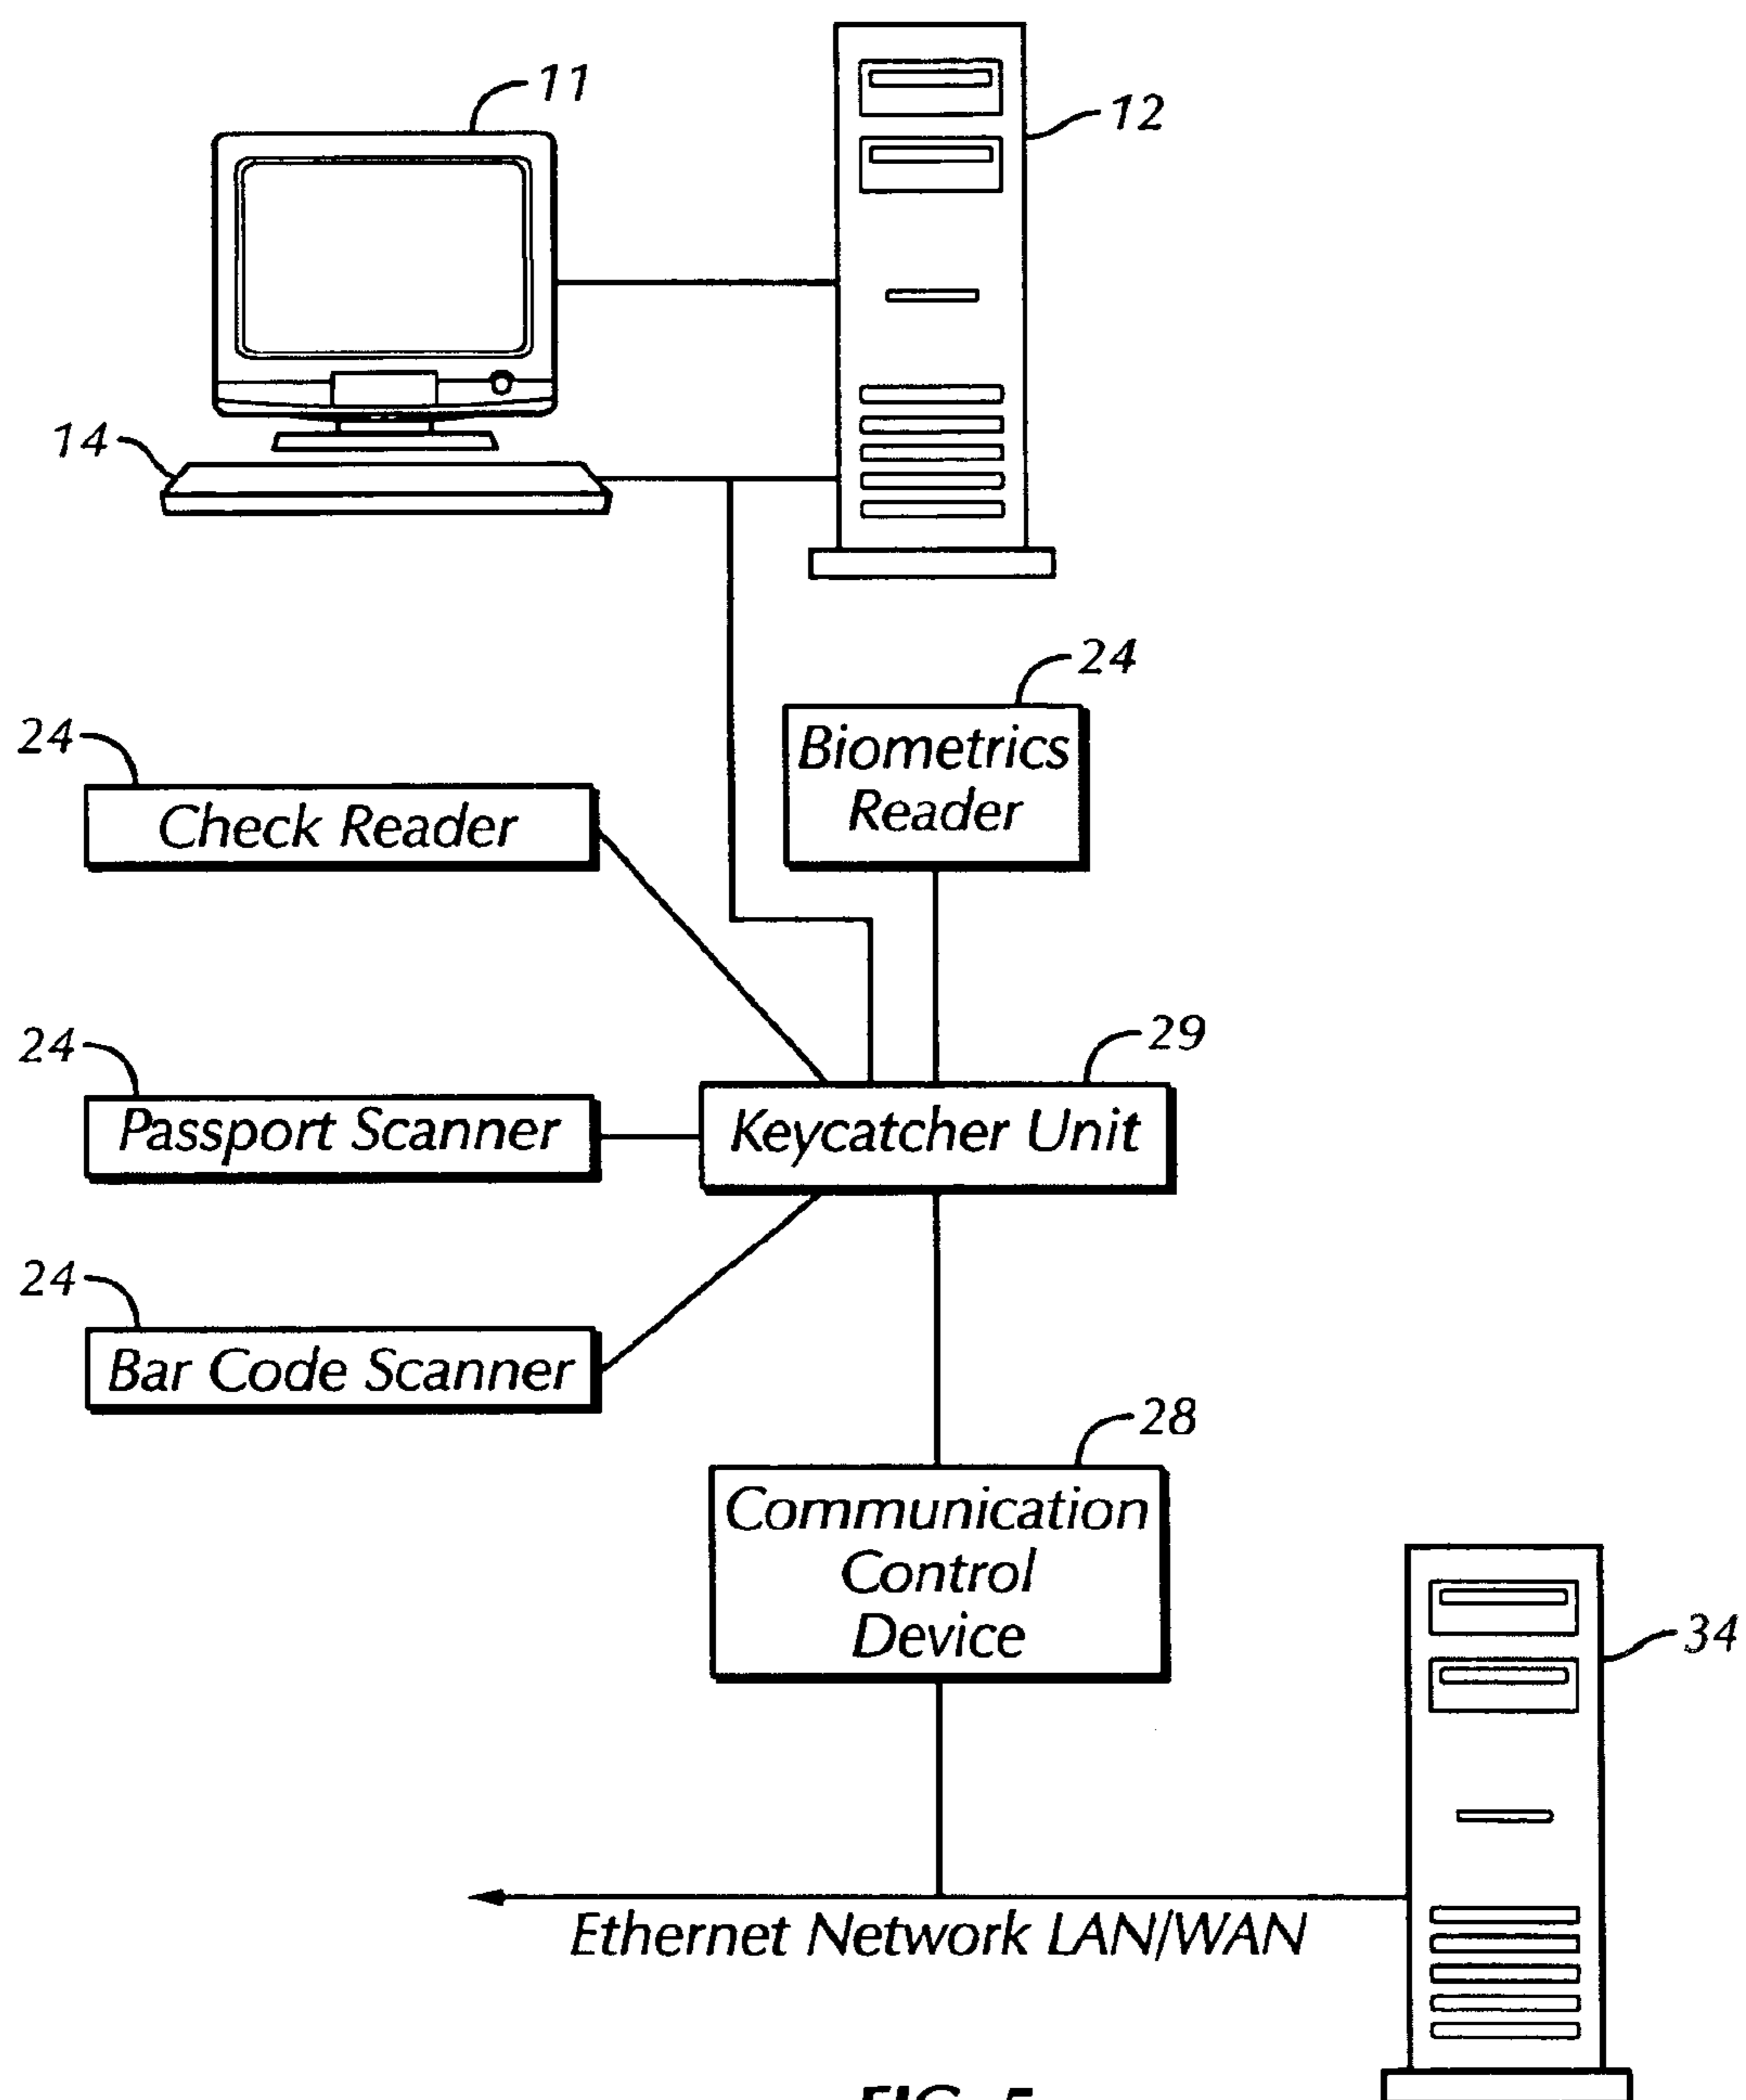 11
12
14
24
Biometrics
Reader
24
Check Reader
29
24
Passport Scanner
Keycatcher Unit
24
Bar Code Scanner
28
Communication
Control
Device
34
Ethernet Network LAN/WAN